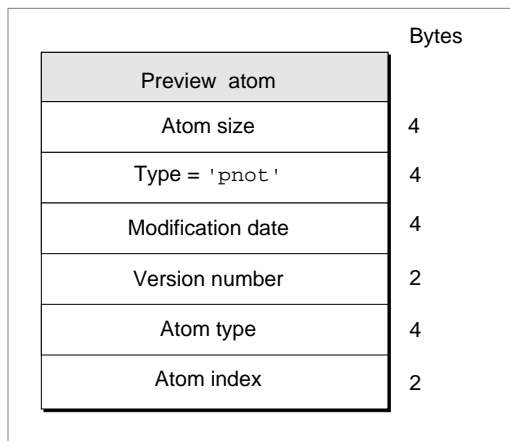 Bytes
Preview atom
Atom size 4
Type = 'pnot' 4
Modification date 4
Version number 2
Atom type 4
Atom index 2